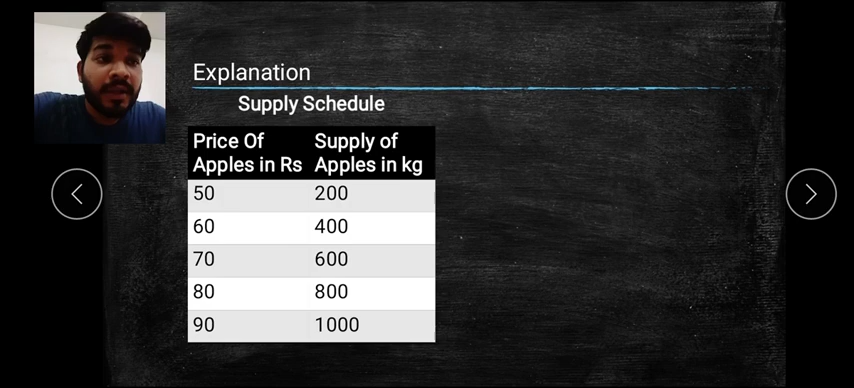 Explanation
Supply Schedule
Price Of Supply of
Apples in Rs Apples in kg
50 200
60 400
70 600
80 800
90 1000